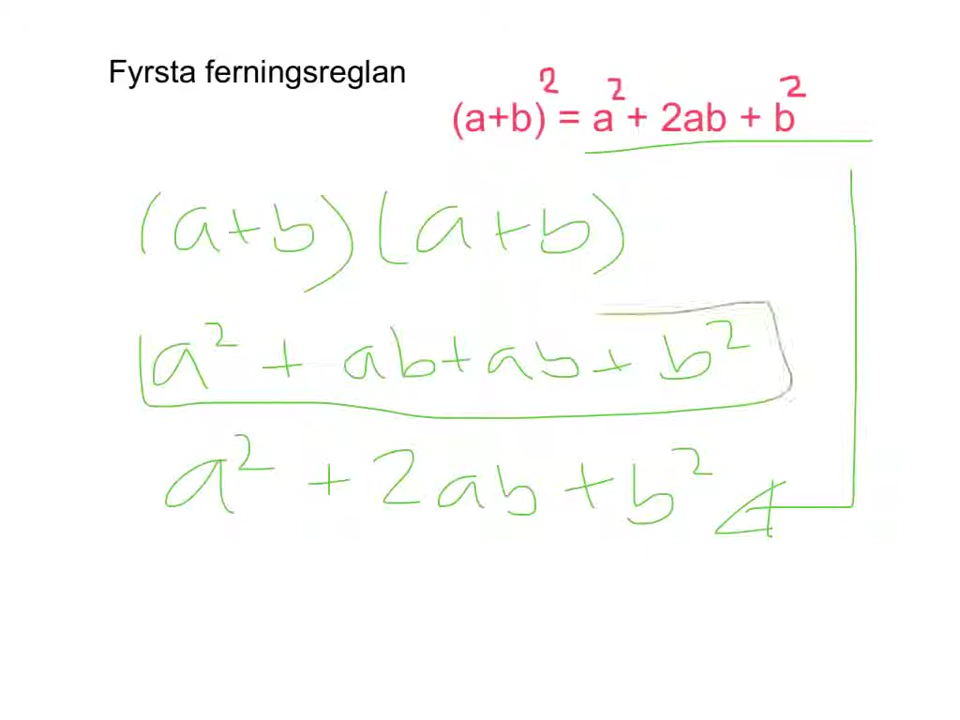 Fyrsta ferningsreglan
(a+b)² = a² + 2ab + b²
(a+b)(a+b)
a² + ab+ab+b²
a² + 2ab+b²